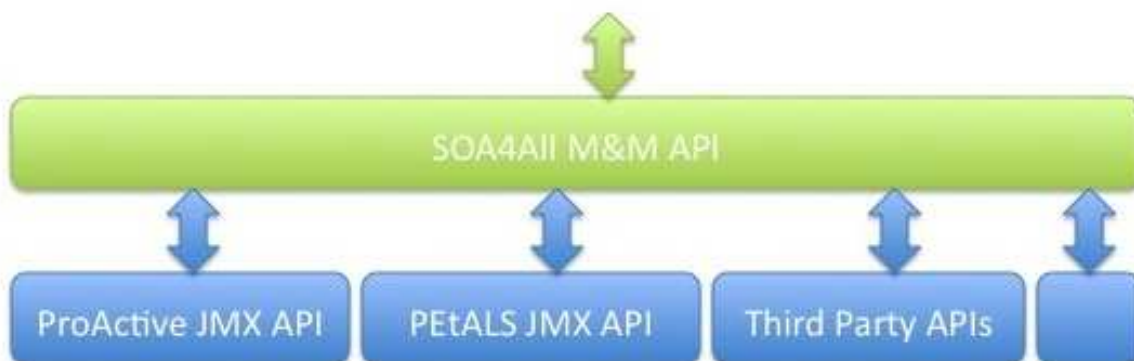 SOA4All M&M API
ProActive JMX API
PEtALS JMX API
Third Party APIs